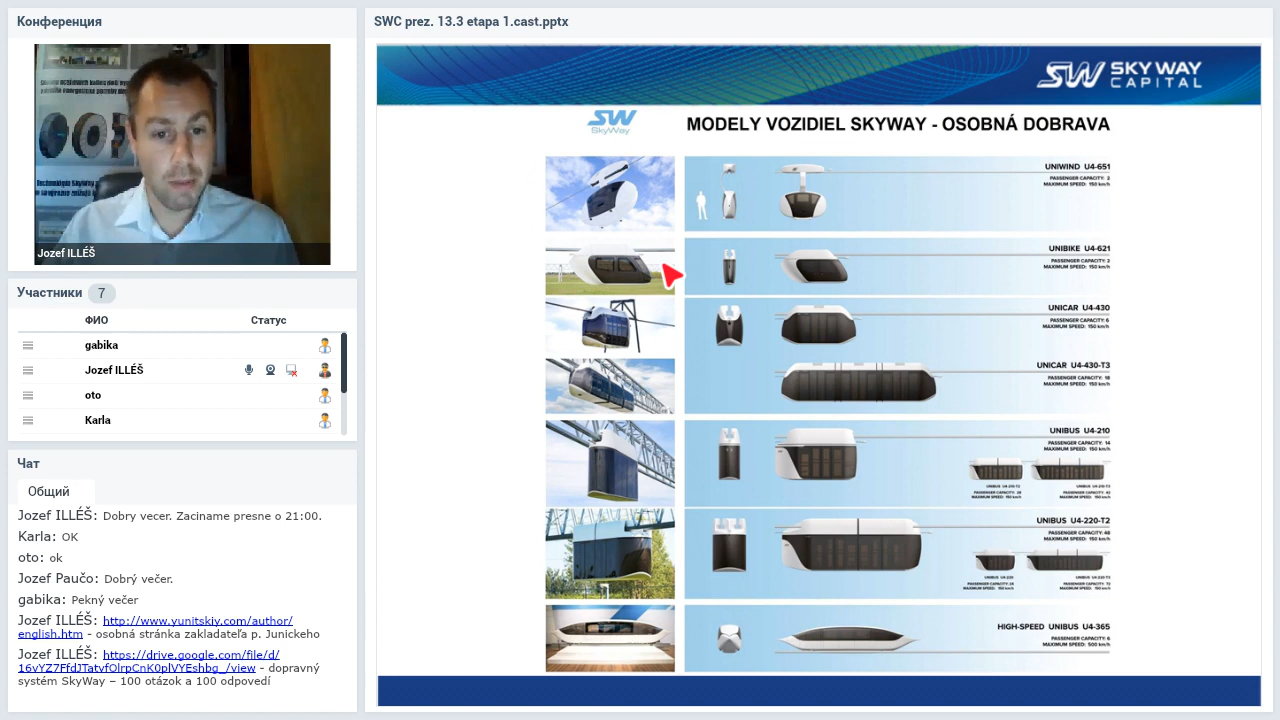 Конференция
Jozef ILLÉŠ
Участники 7
ФИО Статус
gabika
Jozef ILLÉŠ
oto
Karla
Чат
Общий
Jozef ILLÉŠ: Dobry vecer. Zaciname presne o 21:00.
Karla: OK
oto: ok
Jozef Paučo: Dobrý večer.
gabika: Pekný večer
Jozef ILLÉŠ: http://www.yunitskiy.com/author/
english.htm - osobná stránka zakladateľa p. Junickeho
Jozef ILLÉŠ: https://drive.google.com/file/d/
16vYZ7FfdJTatyfOlrpCnK0plVYEshbg_/view - dopravný
systém SkyWay – 100 otázok a 100 odpovedí
SWC prez. 13.3 etapa 1.cast.pptx
SW SKY WAY
CAPITAL
SW
SkyWay
MODELY VOZIDIEL SKYWAY - OSOBNÁ DOBRAVA
UNIWIND U4-651
PASSENGER CAPACITY: 2
MAXIMUM SPEED: 150 km/h
UNIBIKE U4-621
PASSENGER CAPACITY: 2
MAXIMUM SPEED: 150 km/h
UNICAR U4-430
PASSENGER CAPACITY: 6
MAXIMUM SPEED: 150 km/h
UNICAR U4-430-T3
PASSENGER CAPACITY: 18
MAXIMUM SPEED: 150 km/h
UNIBUS U4-210
PASSENGER CAPACITY: 14
MAXIMUM SPEED: 150 km/h
UNIBUS U4-220-T2
PASSENGER CAPACITY: 48
MAXIMUM SPEED: 150 km/h
HIGH-SPEED UNIBUS U4-365
PASSENGER CAPACITY: 6
MAXIMUM SPEED: 500 km/h